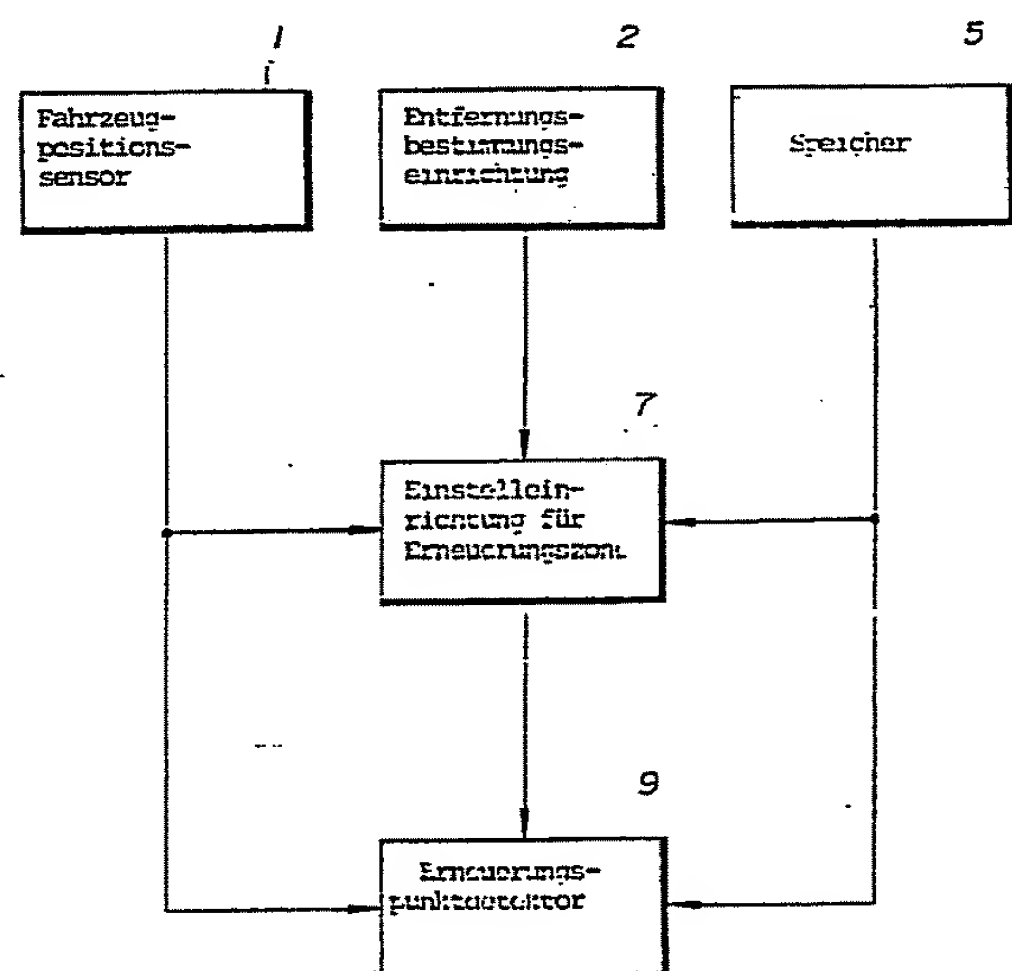 1
2
5
Fahrzeug-
positions-
sensor
Entfernungs-
bestimmungs-
einrichtung
Speicher
7
Einstellein-
richtung für
Erneuerungszone
9
Erneuerungs-
punktdetektor